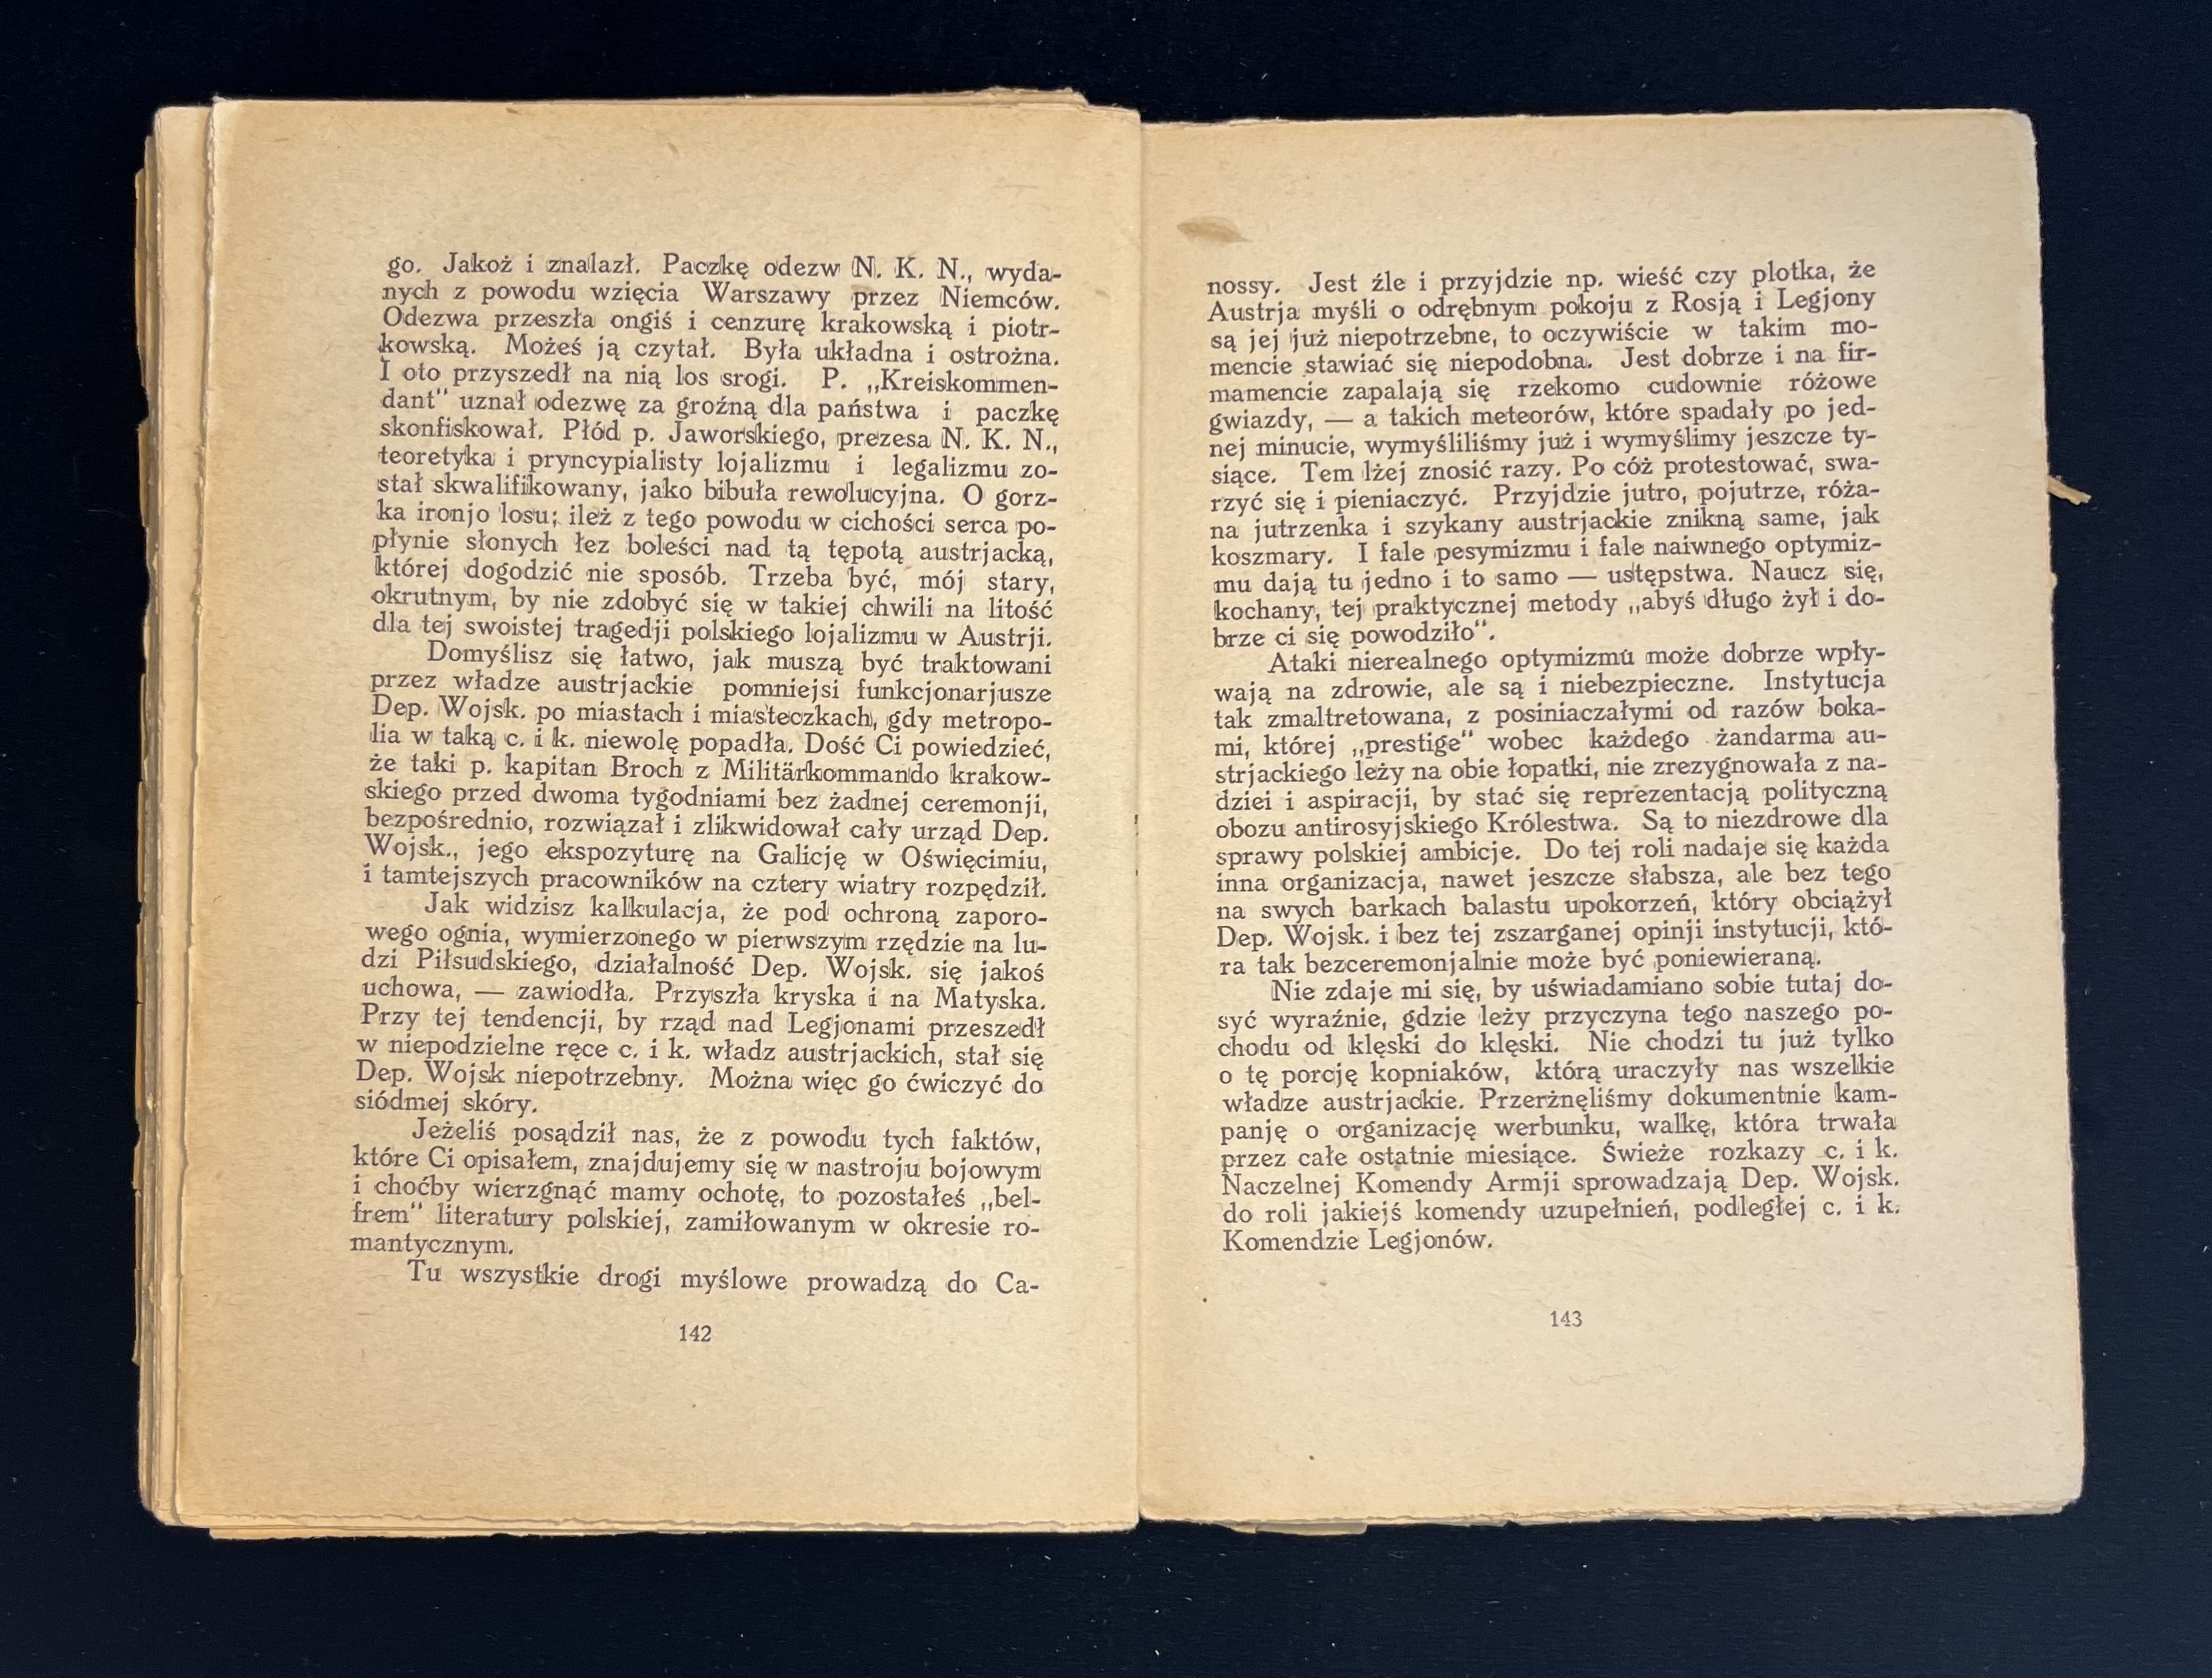 go. Jakoż i znalazł. Paczkę odezw N. K. N., wyda-
nych z powodu wzięcia Warszawy przez Niemców.
Odezwa przeszła ongiś i cenzurę krakowską i piotr-
kowską. Możeś ją czytał. Była układna i ostrożna.
I oto przyszedł na nią los srogi. P. „Kreiskommen-
dant“ uznał odezwę za groźną dla państwa i paczkę
skonfiskował. Płód p. Jaworskiego, prezesa N. K. N.,
teoretyka i pryncypialisty lojalizmu i legalizmu zo-
stał skwalifikowany, jako bibuła rewolucyjna. O gorz-
ka ironjo losu; ileż z tego powodu w cichości serca po-
płynie słonych łez boleści nad tą tępotą austrjacką,
której dogodzić nie sposób. Trzeba być, mój stary,
okrutnym, by nie zdobyć się w takiej chwili na litość
dla tej swoistej tragedji polskiego lojalizmu w Austrji.
Domyślisz się łatwo, jak muszą być traktowani
przez władze austrjackie pomniejsi funkcjonarjusze
Dep. Wojsk. po miastach i miasteczkach, gdy metropo-
lia w taką c. i k. niewolę popadła. Dość Ci powiedzieć,
że taki p. kapitan Broch z Militärkommando krakow-
skiego przed dwoma tygodniami bez żadnej ceremonji,
bezpośrednio, rozwiązał i zlikwidował cały urząd Dep.
Wojsk., jego ekspozyturę na Galicję w Oświęcimiu,
i tamtejszych pracowników na cztery wiatry rozpędził.
Jak widzisz kalkulacja, że pod ochroną zaporo-
wego ognia, wymierzonego w pierwszym rzędzie na lu-
dzi Piłsudskiego, działalność Dep. Wojsk. się jakoś
uchowa, — zawiodła. Przyszła kryska i na Matyska.
Przy tej tendencji, by rząd nad Legjonami przeszedł
w niepodzielne ręce c. i k. władz austrjackich, stał się
Dep. Wojsk niepotrzebny. Można więc go ćwiczyć do
siódmej skóry.
Jeżeliś posądził nas, że z powodu tych faktów,
które Ci opisałem, znajdujemy się w nastroju bojowym
i choćby wierzgnąć mamy ochotę, to pozostałeś „bel-
frem“ literatury polskiej, zamiłowanym w okresie ro-
mantycznym.
Tu wszystkie drogi myślowe prowadzą do Ca-
142
nossy. Jest źle i przyjdzie np. wieść czy plotka, że
Austrja myśli o odrębnym pokoju z Rosją i Legjony
są jej już niepotrzebne, to oczywiście w takim mo-
mencie stawiać się niepodobna. Jest dobrze i na fir-
mamencie zapalają się rzekomo cudownie różowe
gwiazdy, — a takich meteorów, które spadały po jed-
nej minucie, wymyśliliśmy już i wymyślimy jeszcze ty-
siące. Tem lżej znosić razy. Po cóż protestować, swa-
rzyć się i pieniaczyć. Przyjdzie jutro, pojutrze, róża-
na jutrzenka i szykany austrjackie znikną same, jak
koszmary. I fale pesymizmu i fale naiwnego optymiz-
mu dają tu jedno i to samo — ustępstwa. Naucz się,
kochany, tej praktycznej metody „abyś długo żył i do-
brze ci się powodziło“.
Ataki nierealnego optymizmu może dobrze wpły-
wają na zdrowie, ale są i niebezpieczne. Instytucja
tak zmaltretowana, z posiniaczałymi od razów boka-
mi, której „prestige“ wobec każdego żandarma au-
strjackiego leży na obie łopatki, nie zrezygnowała z na-
dziei i aspiracji, by stać się reprezentacją polityczną
obozu antirosyjskiego Królestwa. Są to niezdrowe dla
sprawy polskiej ambicje. Do tej roli nadaje się każda
inna organizacja, nawet jeszcze słabsza, ale bez tego
na swych barkach balastu upokorzeń, który obciążył
Dep. Wojsk. i bez tej zszarganej opinji instytucji, któ-
ra tak bezceremonjalnie może być poniewieraną.
Nie zdaje mi się, by uświadamiano sobie tutaj do-
syć wyraźnie, gdzie leży przyczyna tego naszego po-
chodu od klęski do klęski. Nie chodzi tu już tylko
o tę porcję kopniaków, którą uraczyły nas wszelkie
władze austrjackie. Przerżnęliśmy dokumentnie kam-
panję o organizację werbunku, walkę, która trwała
przez całe ostatnie miesiące. Świeże rozkazy c. i k.
Naczelnej Komendy Armji sprowadzają Dep. Wojsk.
do roli jakiejś komendy uzupełnień, podległej c. i k.
Komendzie Legjonów.
143